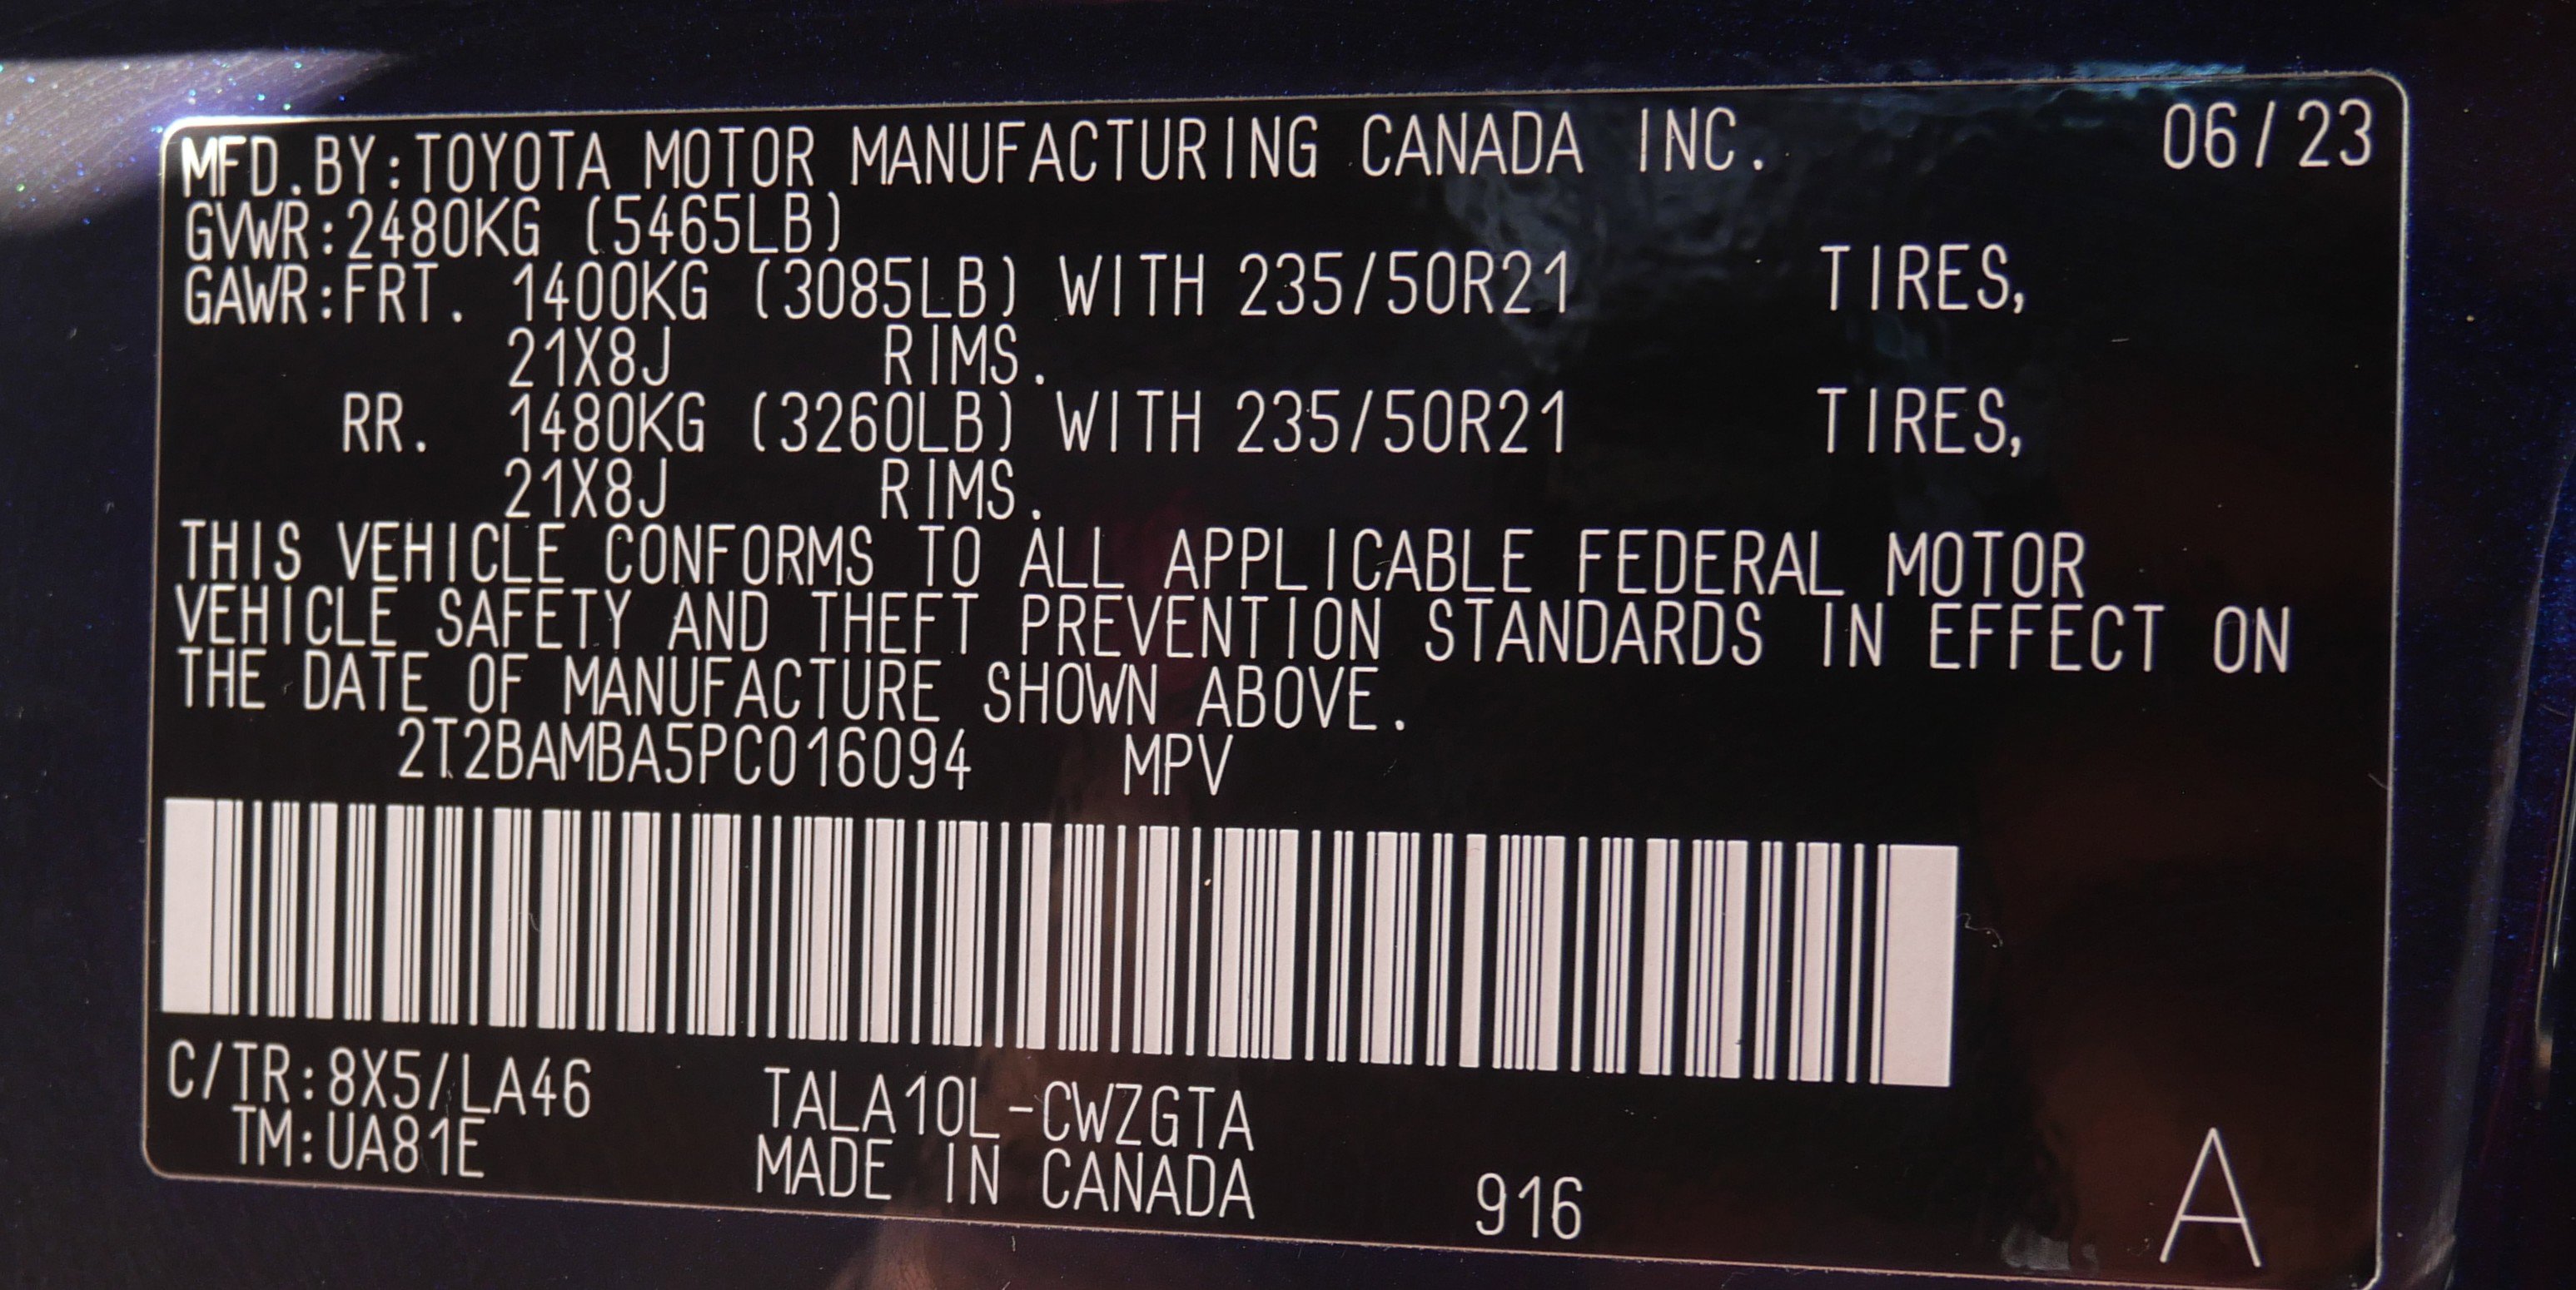 MFD.BY:TOYOTA MOTOR MANUFACTURING CANADA INC. 06/23
GVWR:2480KG (5465LB)
GAWR:FRT. 1400KG (3085LB) WITH 235/50R21 TIRES,
21X8J RIMS.
RR. 1480KG (3260LB) WITH 235/50R21 TIRES,
21X8J RIMS.
THIS VEHICLE CONFORMS TO ALL APPLICABLE FEDERAL MOTOR
VEHICLE SAFETY AND THEFT PREVENTION STANDARDS IN EFFECT ON
THE DATE OF MANUFACTURE SHOWN ABOVE.
2T2BAMBA5PC016094 MPV
C/TR:8X5/LA46 TALA10L-CWZGTA
TM:UA81E MADE IN CANADA 916 A